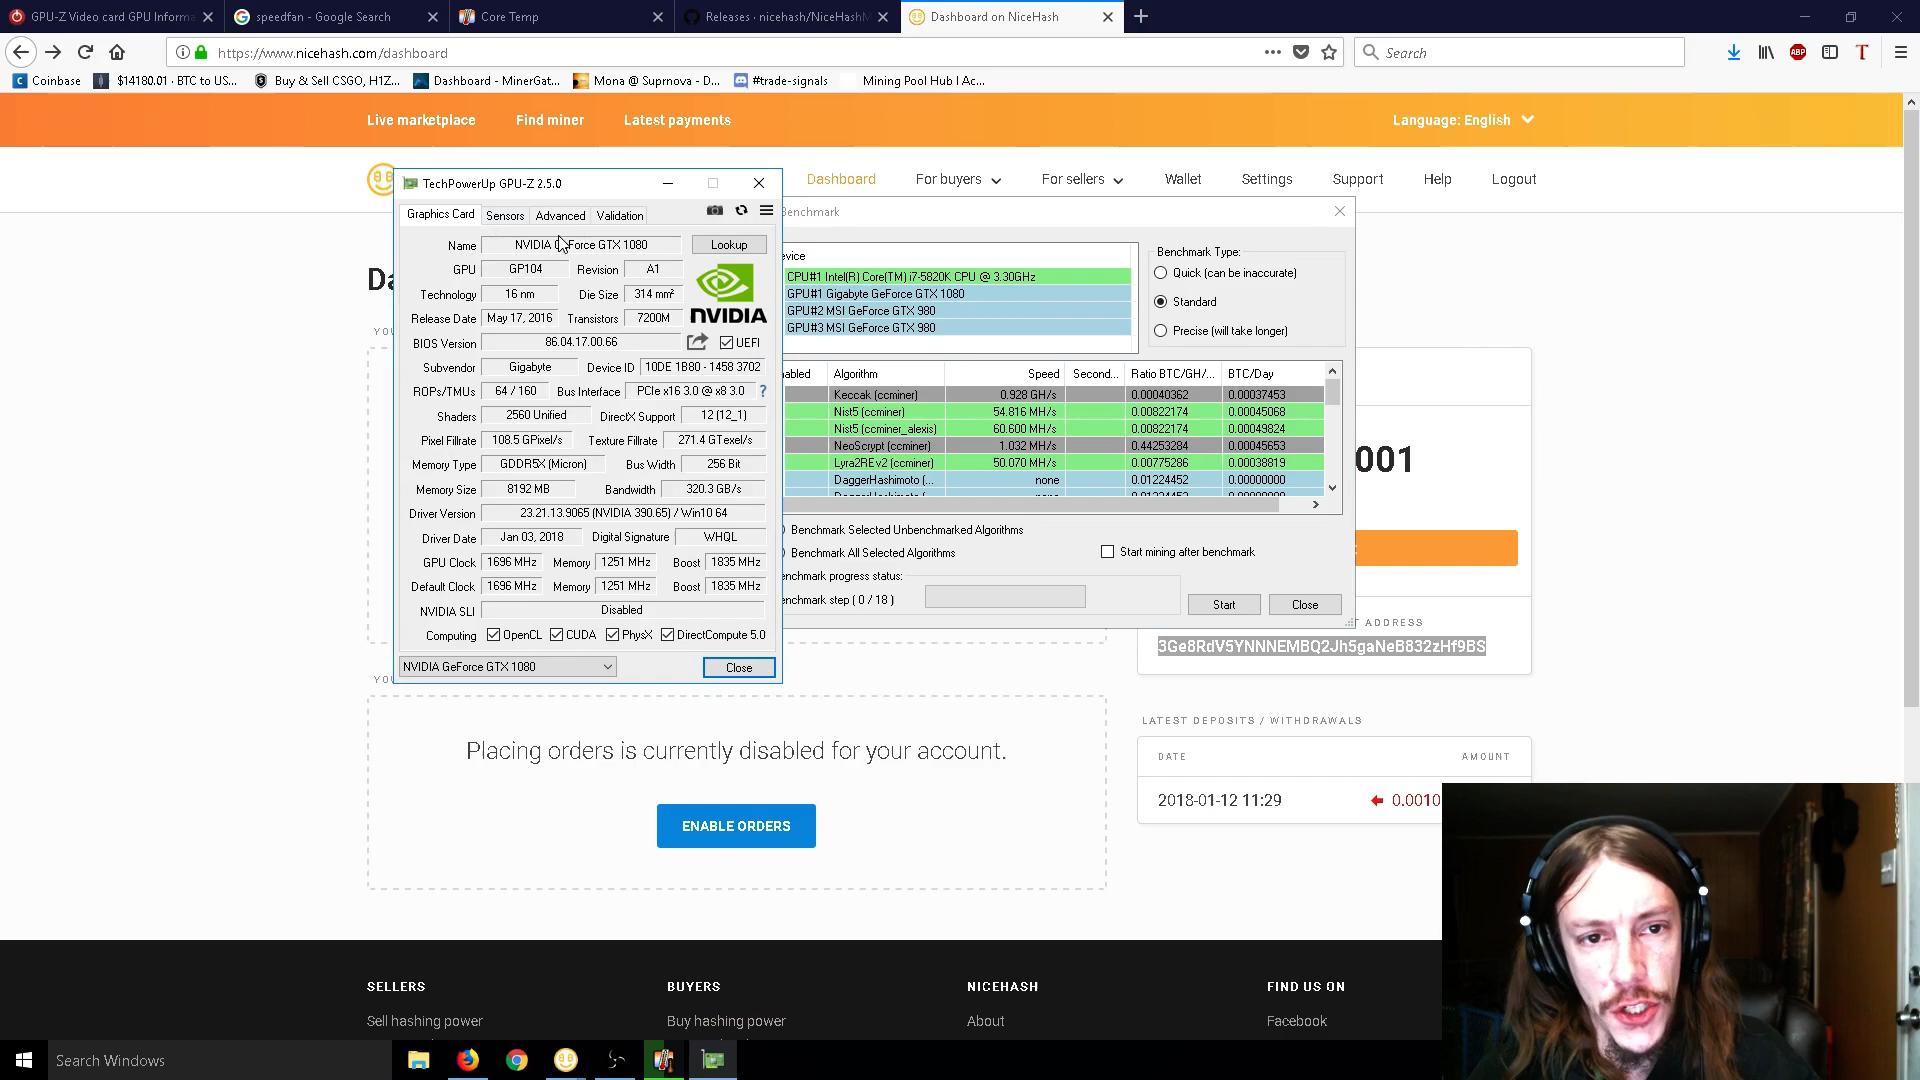 GPU-Z Video card GPU Informa
speedfan - Google Search
Core Temp
Releases · nicehash/NiceHashM
Dashboard on NiceHash
https://www.nicehash.com/dashboard
Search
Coinbase
$14180.01 · BTC to US...
Buy & Sell CSGO, H1Z...
Dashboard - MinerGat...
Mona @ Suprnova - D...
#trade-signals
Mining Pool Hub | Ac...
Live marketplace
Find miner
Latest payments
Language: English
Dashboard
For buyers
For sellers
Wallet
Settings
Support
Help
Logout
TechPowerUp GPU-Z 2.5.0
Graphics Card
Sensors
Advanced
Validation
Name
NVIDIA GeForce GTX 1080
Lookup
GPU
GP104
Revision
A1
Technology
16 nm
Die Size
314 mm²
Release Date
May 17, 2016
Transistors
7200M
NVIDIA
BIOS Version
86.04.17.00.66
UEFI
Subvendor
Gigabyte
Device ID
10DE 1B80 - 1458 3702
ROPs/TMUs
64 / 160
Bus Interface
PCIe x16 3.0 @ x8 3.0
?
Shaders
2560 Unified
DirectX Support
12 (12_1)
Pixel Fillrate
108.5 GPixel/s
Texture Fillrate
271.4 GTexel/s
Memory Type
GDDR5X (Micron)
Bus Width
256 Bit
Memory Size
8192 MB
Bandwidth
320.3 GB/s
Driver Version
23.21.13.9065 (NVIDIA 390.65) / Win10 64
Driver Date
Jan 03, 2018
Digital Signature
WHQL
GPU Clock
1696 MHz
Memory
1251 MHz
Boost
1835 MHz
Default Clock
1696 MHz
Memory
1251 MHz
Boost
1835 MHz
NVIDIA SLI
Disabled
Computing
OpenCL
CUDA
PhysX
DirectCompute 5.0
NVIDIA GeForce GTX 1080
Close
Benchmark
evice
CPU#1 Intel(R) Core(TM) i7-5820K CPU @ 3.30GHz
GPU#1 Gigabyte GeForce GTX 1080
GPU#2 MSI GeForce GTX 980
GPU#3 MSI GeForce GTX 980
Benchmark Type:
Quick (can be inaccurate)
Standard
Precise (will take longer)
abled
Algorithm
Speed
Second...
Ratio BTC/GH/...
BTC/Day
Keccak (ccminer)
0.928 GH/s
0.00040362
0.00037453
Nist5 (ccminer)
54.816 MH/s
0.00822174
0.00045068
Nist5 (ccminer_alexis)
60.600 MH/s
0.00822174
0.00049824
NeoScrypt (ccminer)
1.032 MH/s
0.44253284
0.00045653
Lyra2REv2 (ccminer)
50.070 MH/s
0.00775286
0.00038819
DaggerHashimoto (...
none
0.01224452
0.00000000
Benchmark Selected Unbenchmarked Algorithms
Benchmark All Selected Algorithms
Start mining after benchmark
enchmark progress status:
enchmark step ( 0 / 18 )
Start
Close
Da
YO
001
T ADDRESS
3Ge8RdV5YNNNEMBQ2Jh5gaNeB832zHf9BS
YO
LATEST DEPOSITS / WITHDRAWALS
DATE
AMOUNT
2018-01-12 11:29
0.0010
Placing orders is currently disabled for your account.
ENABLE ORDERS
SELLERS
BUYERS
NICEHASH
FIND US ON
Sell hashing power
Buy hashing power
About
Facebook
Search Windows